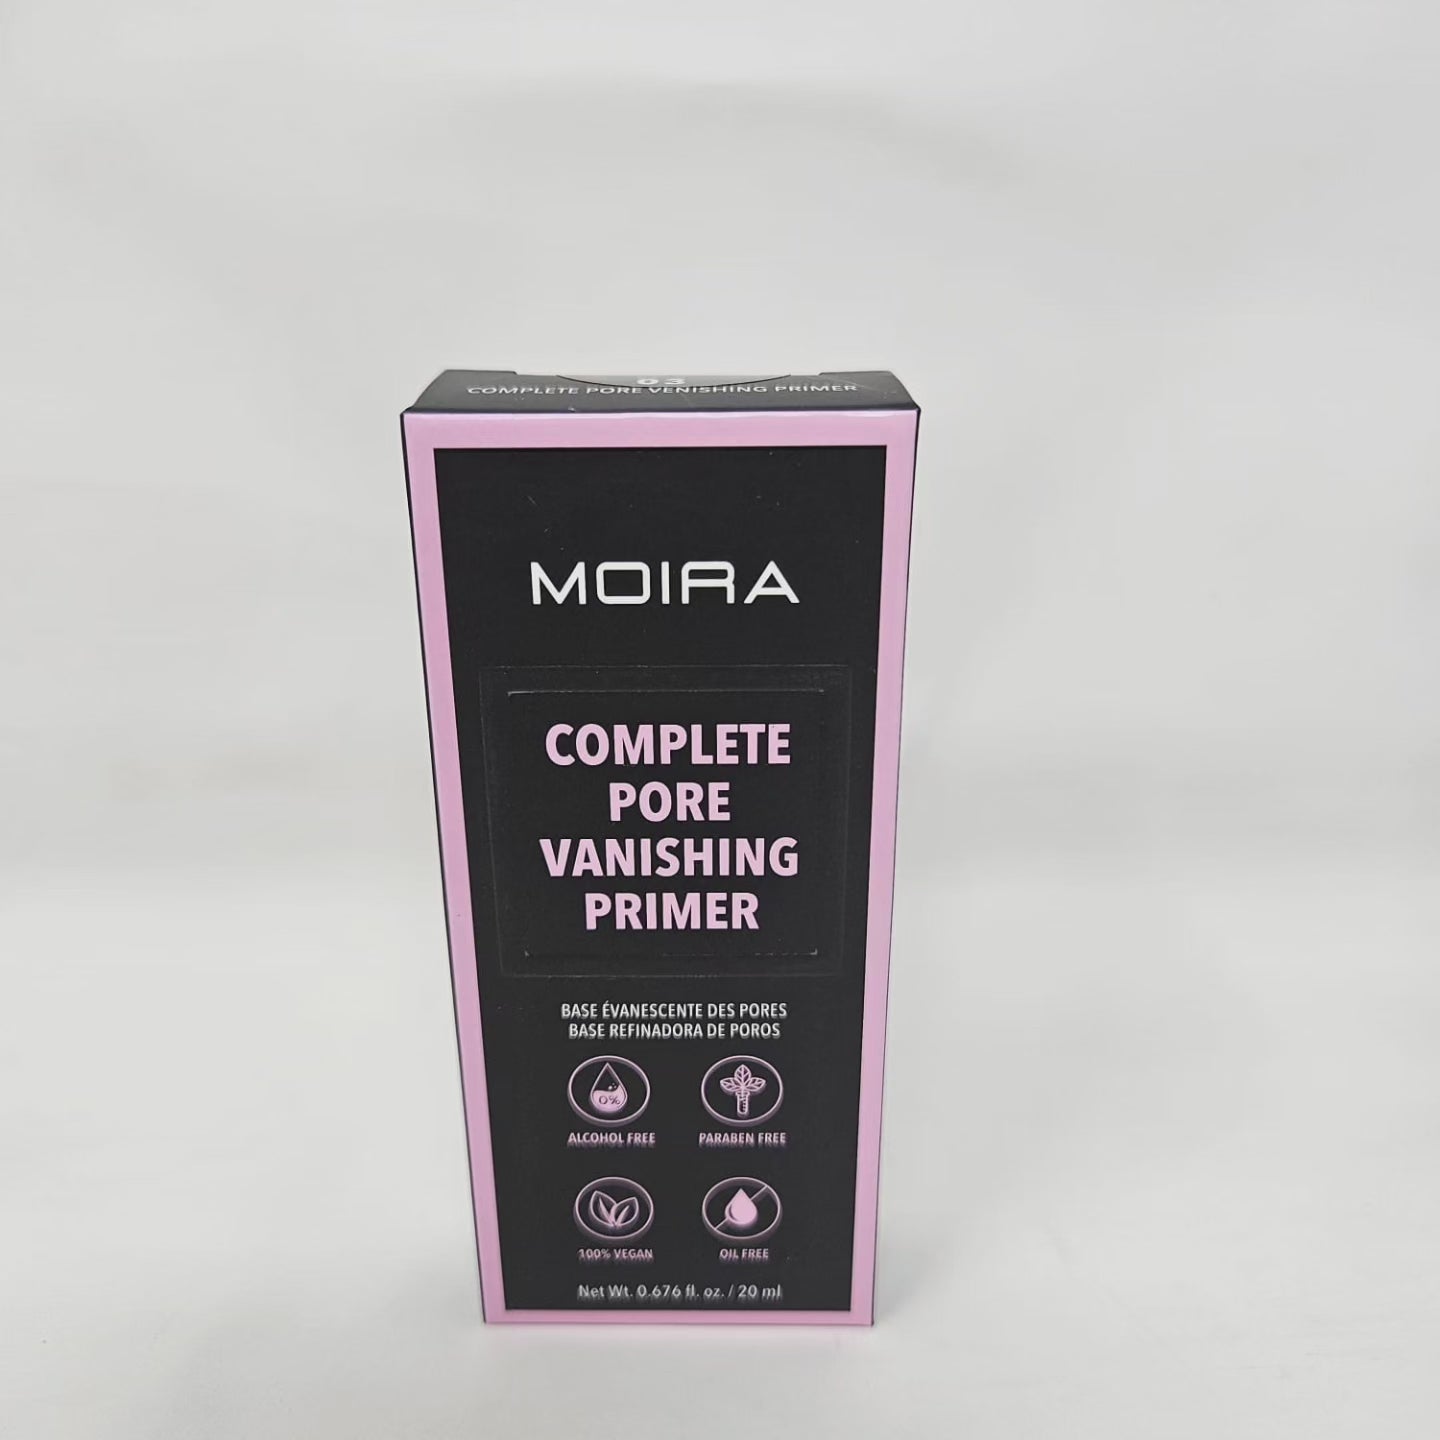 03
COMPLETE PORE VENISHING PRIMER
MOIRA
COMPLETE
PORE
VANISHING
PRIMER
BASE ÉVANESCENTE DES PORES
BASE REFINADORA DE POROS
0%
ALCOHOL FREE
PARABEN FREE
100% VEGAN
OIL FREE
Net Wt. 0.676 fl. oz. / 20 ml